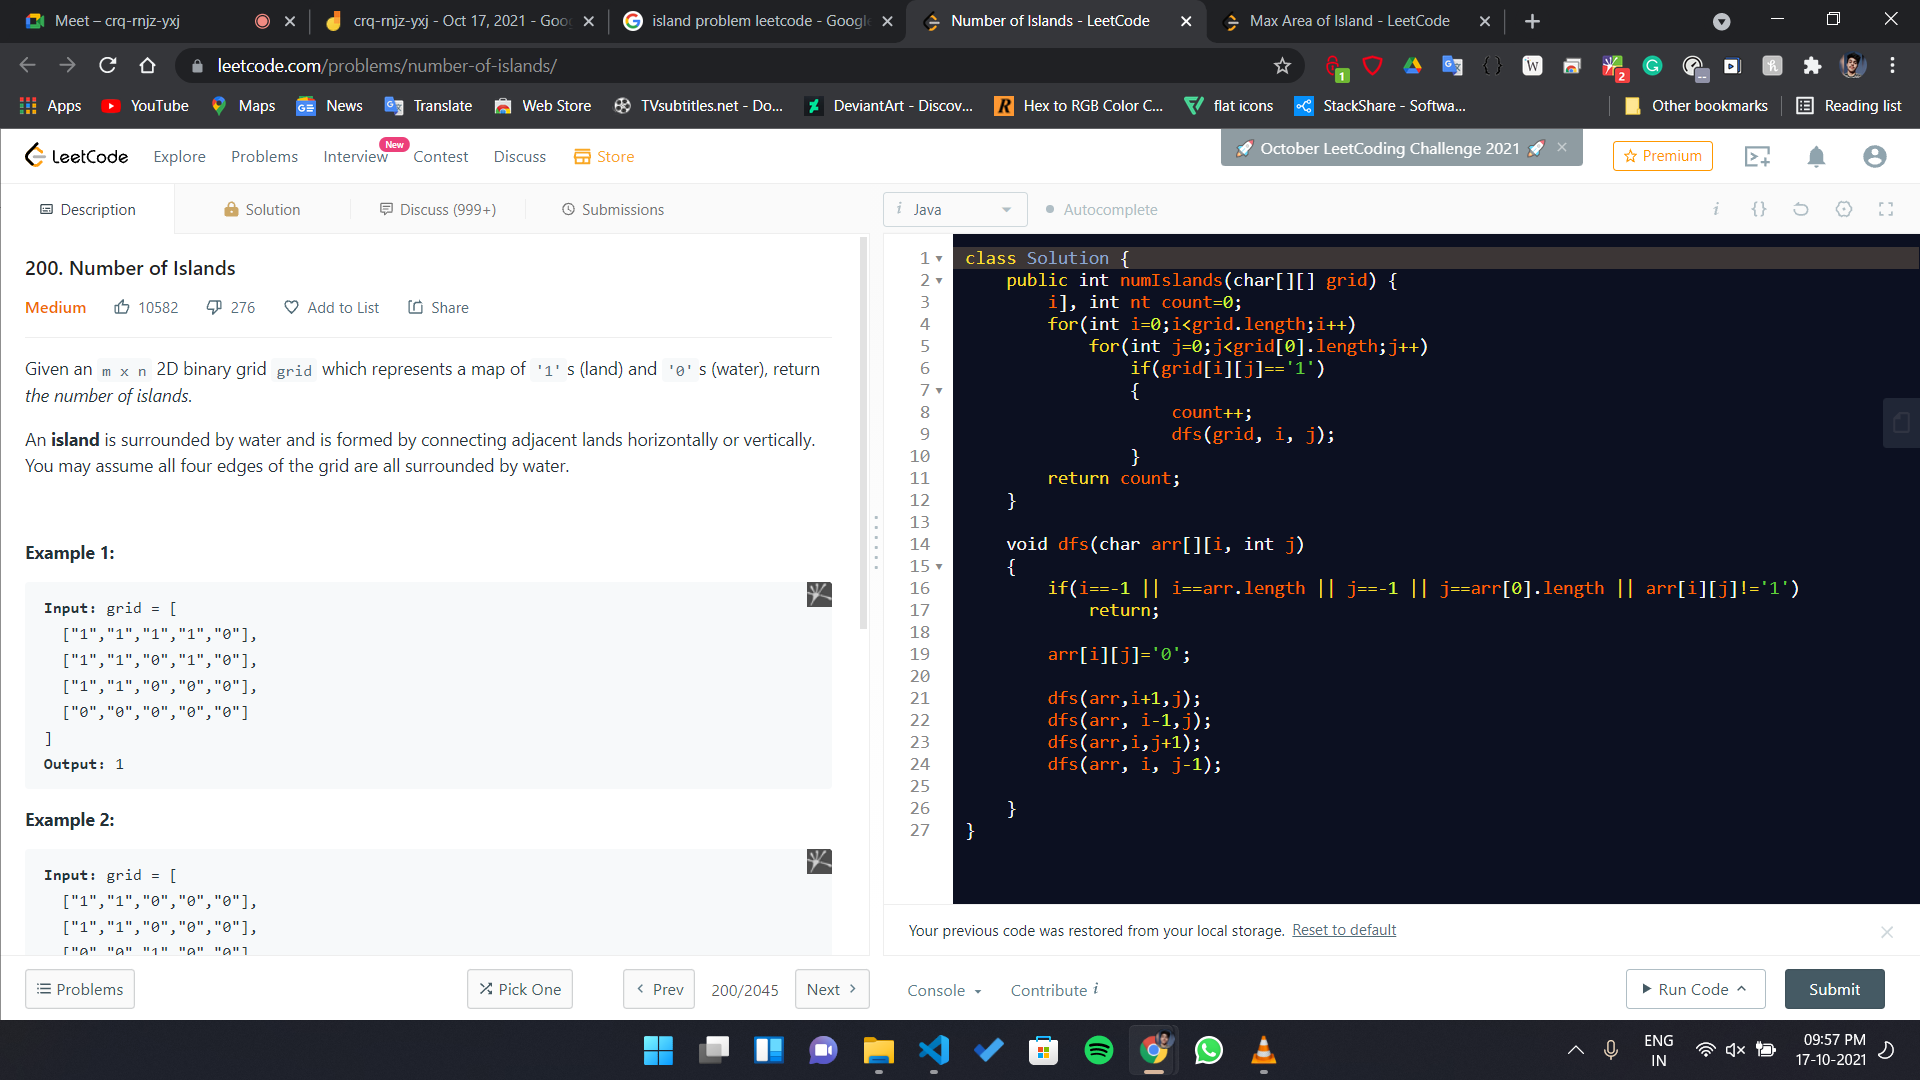 Meet – crq-rnjz-yxj
crq-rnjz-yxj - Oct 17, 2021 - Goo
island problem leetcode - Google
Number of Islands - LeetCode
Max Area of Island - LeetCode
leetcode.com/problems/number-of-islands/
1
2
W
Apps
YouTube
Maps
News
Translate
Web Store
TVsubtitles.net - Do...
DeviantArt - Discov...
Hex to RGB Color C...
flat icons
StackShare - Softwa...
Other bookmarks
Reading list
LeetCode
Explore
Problems
Interview
New
Contest
Discuss
Store
🚀 October LeetCoding Challenge 2021 🚀 ×
Premium
Description
Solution
Discuss (999+)
Submissions
i Java
Autocomplete
i {}
200. Number of Islands
Medium 10582 276 Add to List Share
Given an m x n 2D binary grid grid which represents a map of '1' s (land) and '0' s (water), return
the number of islands.
An island is surrounded by water and is formed by connecting adjacent lands horizontally or vertically.
You may assume all four edges of the grid are all surrounded by water.
Example 1:
Input: grid = [
["1","1","1","1","0"],
["1","1","0","1","0"],
["1","1","0","0","0"],
["0","0","0","0","0"]
]
Output: 1
Example 2:
Input: grid = [
["1","1","0","0","0"],
["1","1","0","0","0"],
["0","0","1","0","0"],
1 class Solution {
2 public int numIslands(char[][] grid) {
3 i], int nt count=0;
4 for(int i=0;i<grid.length;i++)
5 for(int j=0;j<grid[0].length;j++)
6 if(grid[i][j]=='1')
7 {
8 count++;
9 dfs(grid, i, j);
10 }
11 return count;
12 }
13
14 void dfs(char arr[][i, int j)
15 {
16 if(i==-1 || i==arr.length || j==-1 || j==arr[0].length || arr[i][j]!='1')
17 return;
18
19 arr[i][j]='0';
20
21 dfs(arr,i+1,j);
22 dfs(arr, i-1,j);
23 dfs(arr,i,j+1);
24 dfs(arr, i, j-1);
25
26 }
27 }
Your previous code was restored from your local storage. Reset to default
Problems
Pick One
Prev
200/2045
Next
Console
Contribute i
Run Code
Submit
ENG
IN
09:57 PM
17-10-2021